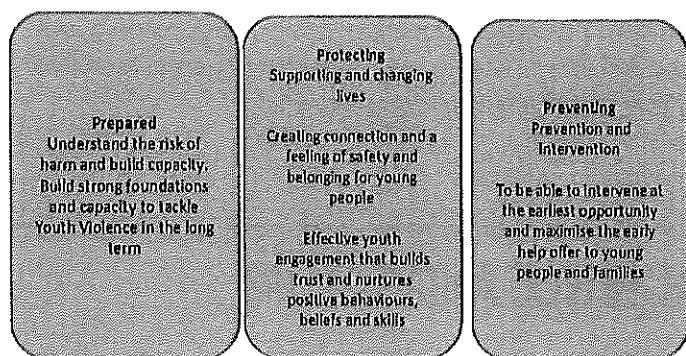 Prepared
Understand the risk of
harm and build capacity.
Build strong foundations
and capacity to tackle
Youth Violence in the long
term
Protecting
Supporting and changing
lives
Creating connection and a
feeling of safety and
belonging for young
people
Effective youth
engagement that builds
trust and nurtures
positive behaviours,
beliefs and skills
Preventing
Prevention and
Intervention
To be able to intervene at
the earliest opportunity
and maximise the early
help offer to young
people and families